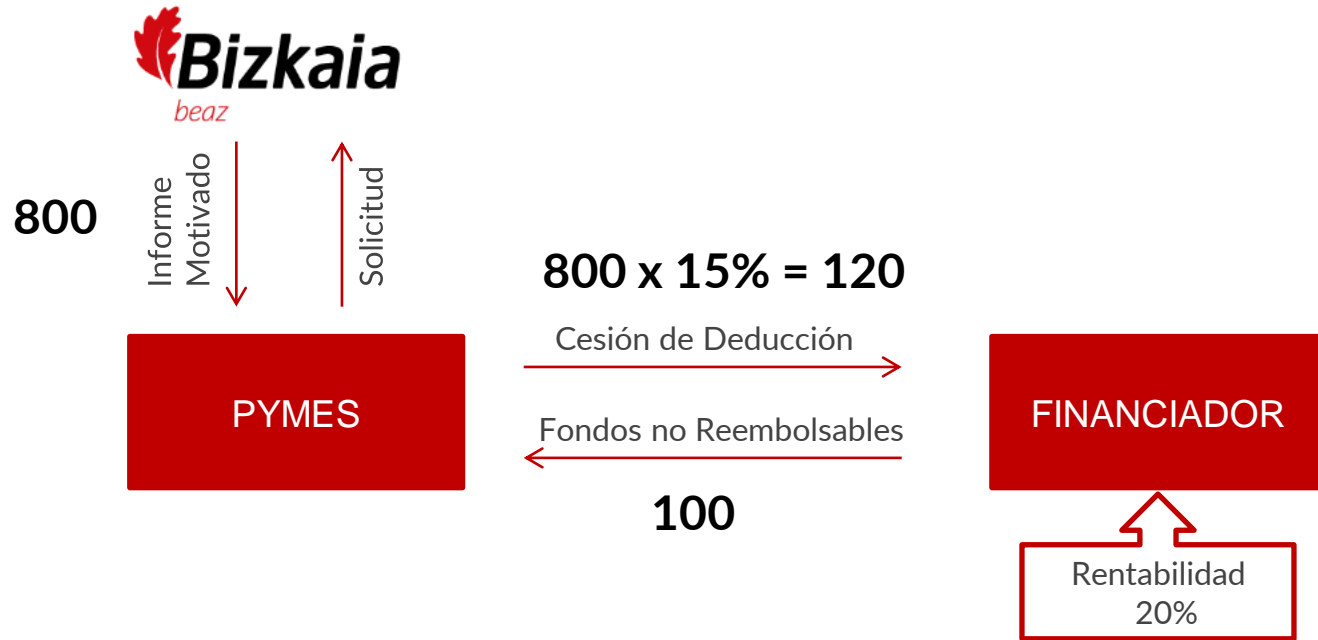 Bizkaia
beaz
800
Informe
Motivado
Solicitud
800 x 15% = 120
Cesión de Deducción
PYMES
FINANCIADOR
Fondos no Reembolsables
100
Rentabilidad
20%